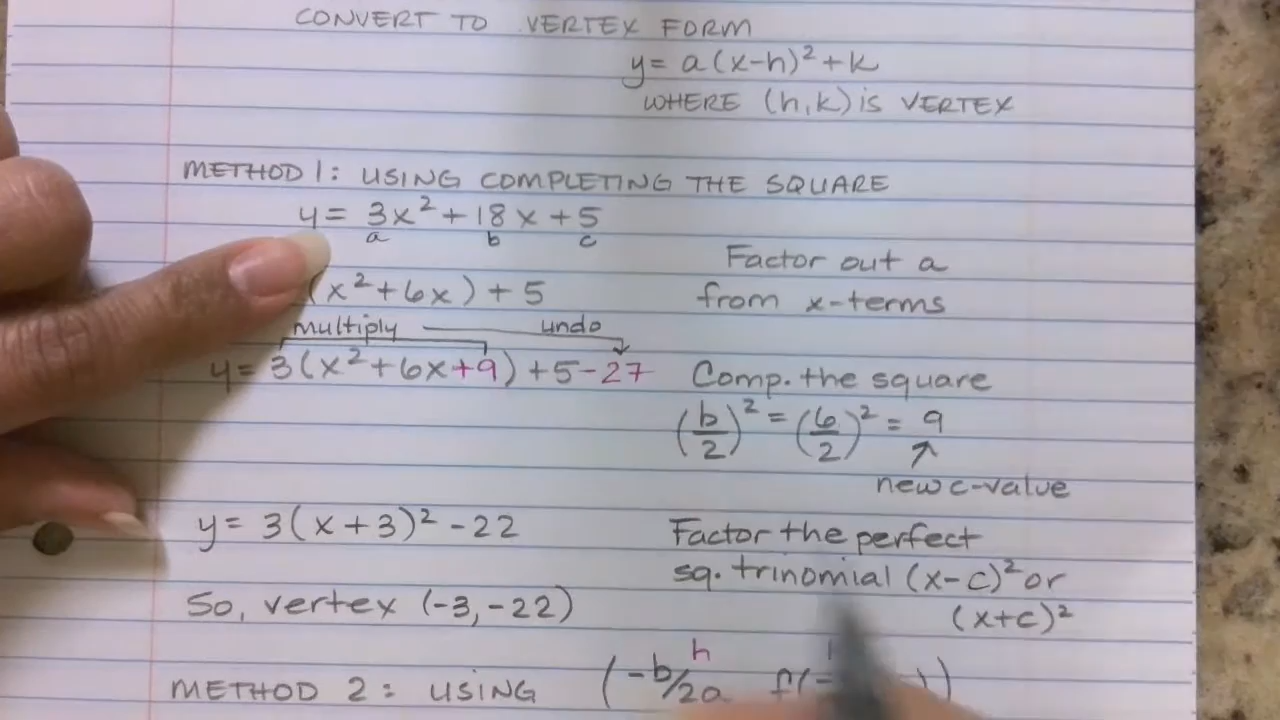 CONVERT TO VERTEX FORM
y = a(x-h)² + k
WHERE (h,k) is VERTEX
METHOD 1: USING COMPLETING THE SQUARE
y = 3x² + 18x + 5
a b c
(x² + 6x) + 5
Factor out a
from x-terms
multiply undo
y = 3(x² + 6x + 9) + 5 - 27
Comp. the square
(b/2)² = (6/2)² = 9
new c-value
y = 3(x + 3)² - 22
Factor the perfect
sq. trinomial (x-c)² or
(x+c)²
So, vertex (-3, -22)
h
METHOD 2: USING (-b/2a f(